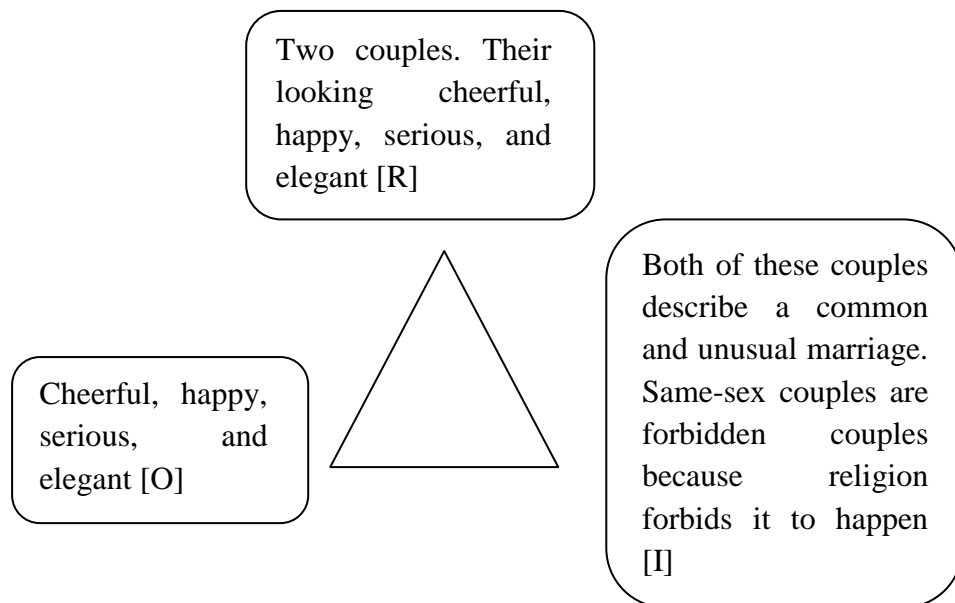 Two couples. Their
looking cheerful,
happy, serious, and
elegant [R]
Both of these couples
describe a common
and unusual marriage.
Same-sex couples are
forbidden couples
because religion
forbids it to happen
[I]
Cheerful, happy,
serious, and
elegant [O]